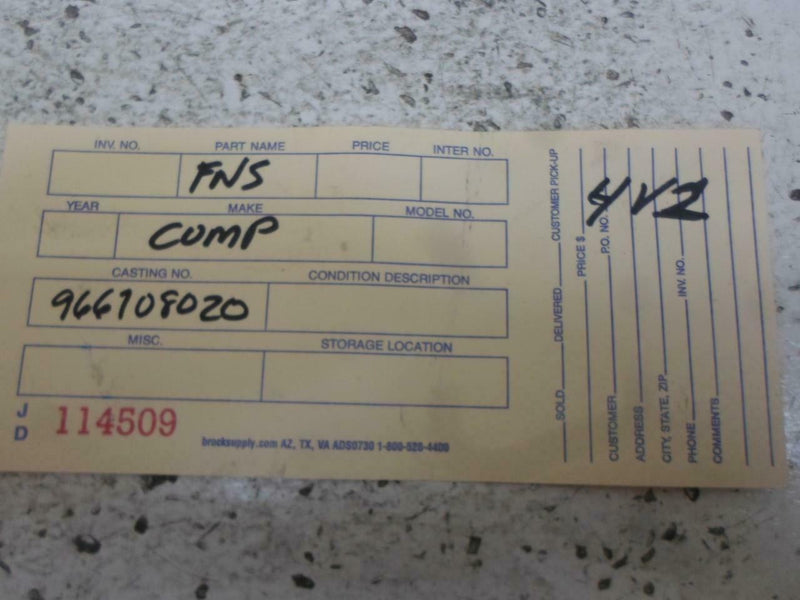 INV. NO. PART NAME PRICE INTER NO.
FNS
YEAR MAKE MODEL NO.
COMP
CASTING NO. CONDITION DESCRIPTION
966108020
MISC. STORAGE LOCATION
J D 114509
brocksupply.com AZ, TX, VA ADS0730 1-800-520-4400
SOLD DELIVERED CUSTOMER PICK-UP
PRICE $
CUSTOMER P.O. NO.
ADDRESS
CITY, STATE, ZIP
PHONE INV. NO.
COMMENTS